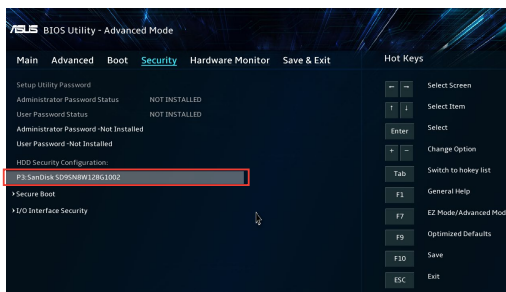 ASUS BIOS Utility - Advanced Mode
Main Advanced Boot Security Hardware Monitor Save & Exit
Setup Utility Password
Administrator Password Status NOT INSTALLED
User Password Status NOT INSTALLED
Administrator Password -Not Installed
User Password -Not Installed
HDD Security Configuration:
P3:SanDisk SD9SN8W128G1002
> Secure Boot
> I/O Interface Security
Hot Keys
← → Select Screen
↑ ↓ Select Item
Enter Select
+ - Change Option
Tab Switch to hokey list
F1 General Help
F7 EZ Mode/Advanced Mod
F9 Optimized Defaults
F10 Save
ESC Exit